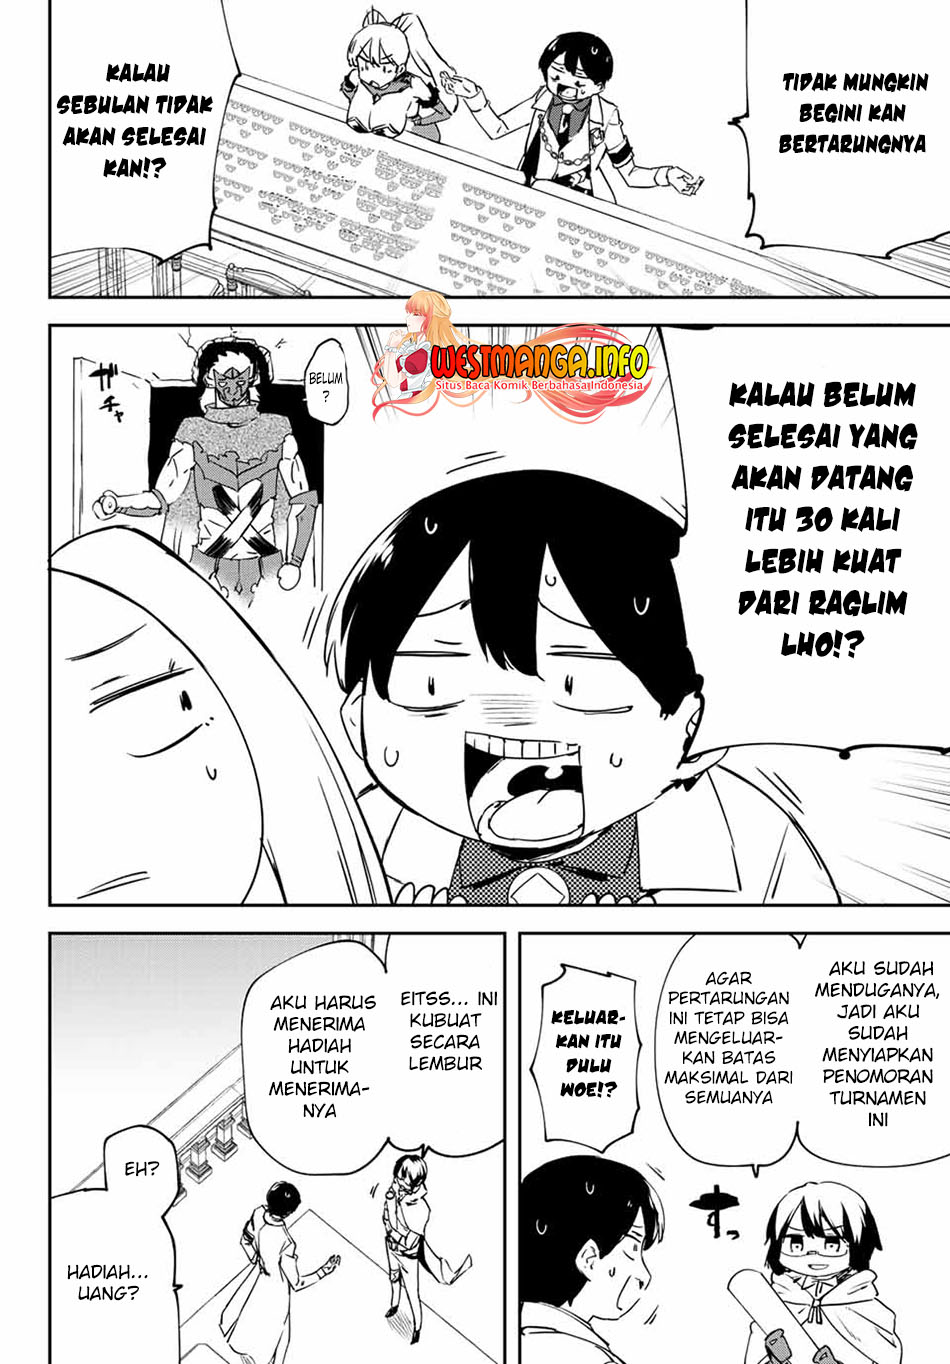 TIDAK MUNGKIN
BEGINI KAN
BERTARUNGNYA
KALAU
SEBULAN TIDAK
AKAN SELESAI
KAN!?
WESTMANGA.INFO
Situs Baca Komik Berbahasa Indonesia
KALAU BELUM
SELESAI YANG
AKAN DATANG
ITU 30 KALI
LEBIH KUAT
DARI RAGLIM
LHO!?
BELUM
?
ガチャ
AKU SUDAH
MENDUGANYA,
JADI AKU
SUDAH
MENYIAPKAN
PENOMORAN
TURNAMEN
INI
AGAR
PERTARUNGAN
INI TETAP BISA
MENGELUAR-
KAN BATAS
MAKSIMAL DARI
SEMUANYA
KELUAR-
KAN ITU
DULU
WOE!?
EITSS... INI
KUBUAT
SECARA
LEMBUR
AKU HARUS
MENERIMA
HADIAH
UNTUK
MENERIMA-
NYA
EH?
HADIAH...
UANG?